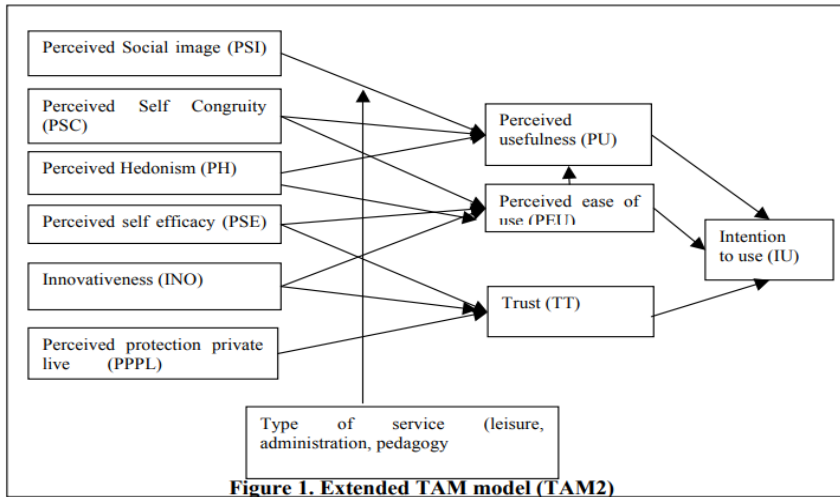 Perceived Social image (PSI)
Perceived Self Congruity
(PSC)
Perceived Hedonism (PH)
Perceived self efficacy (PSE)
Innovativeness (INO)
Perceived protection private
live (PPPL)
Perceived
usefulness (PU)
Perceived ease of
use (PEU)
Trust (TT)
Intention
to use (IU)
Type of service (leisure,
administration, pedagogy
Figure 1. Extended TAM model (TAM2)